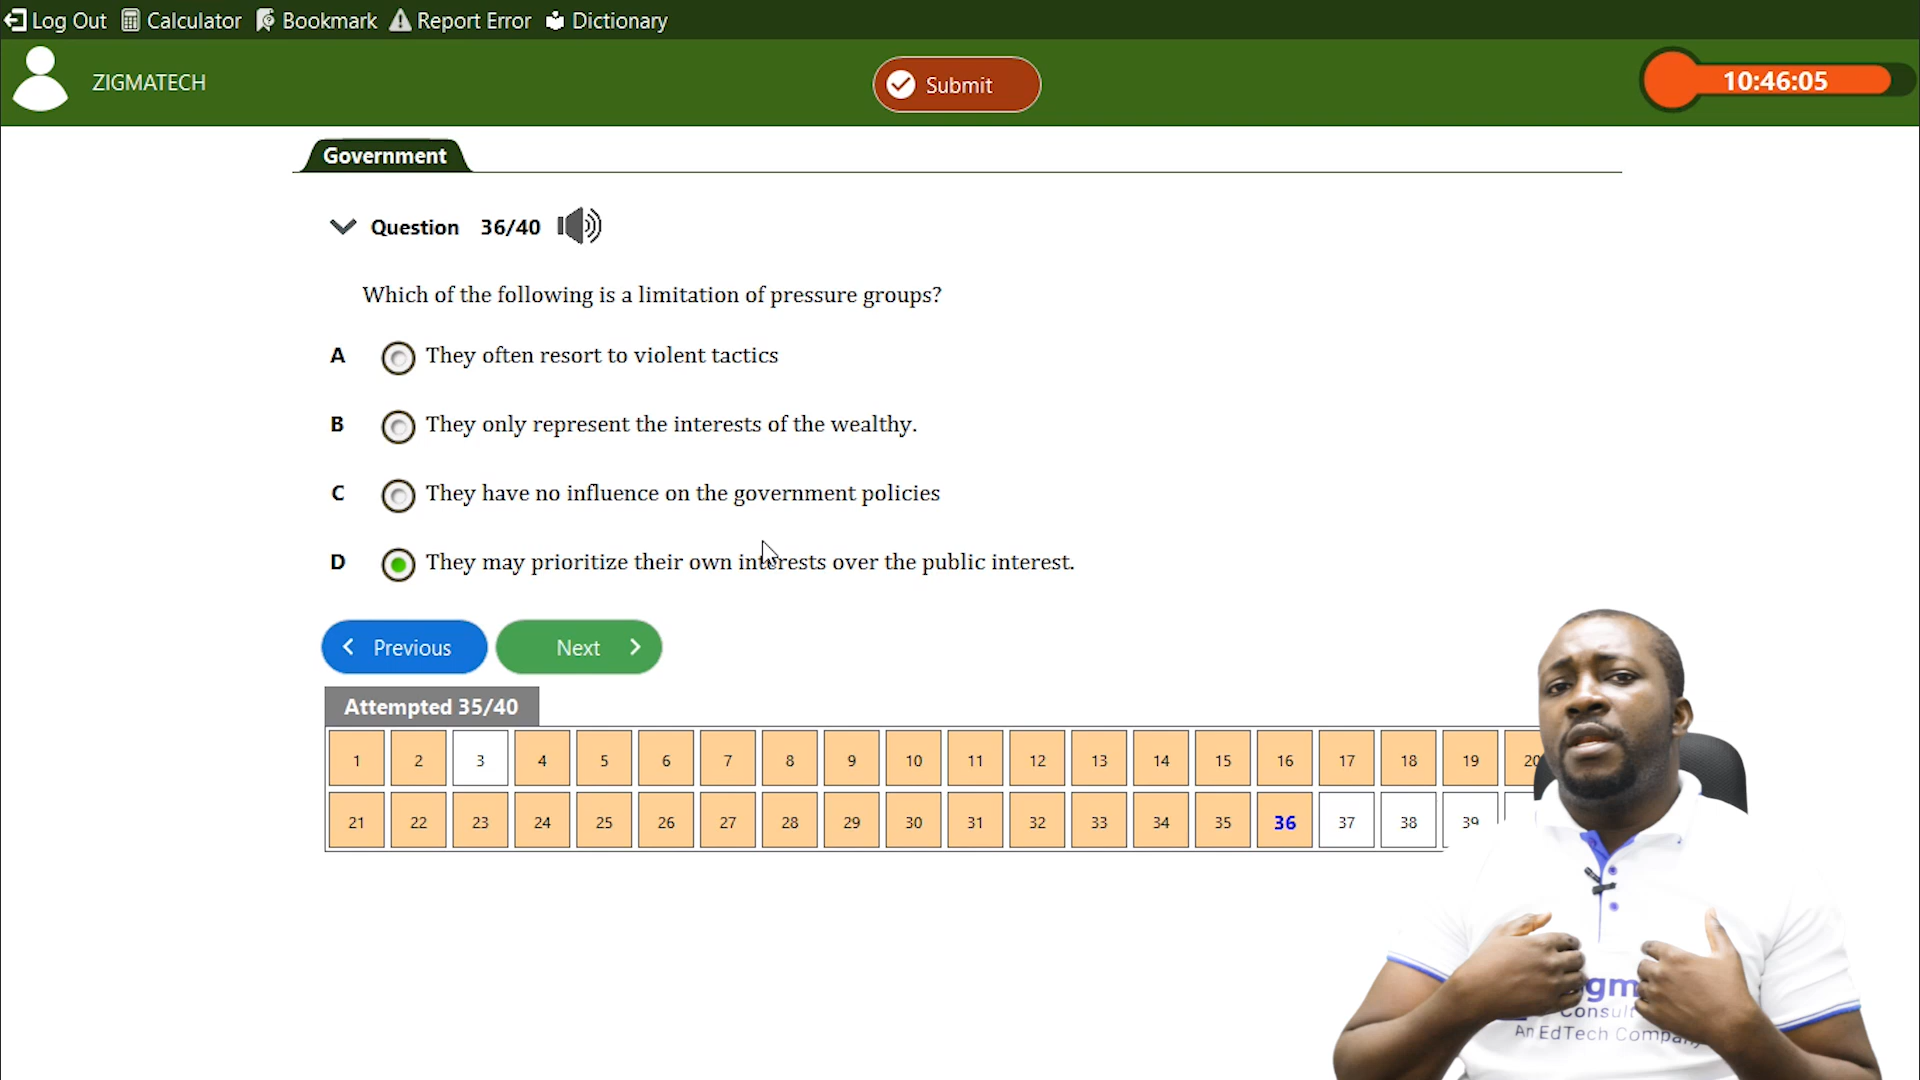 Log Out Calculator Bookmark Report Error Dictionary
ZIGMATECH
Submit
10:46:05
Government
Question 36/40
Which of the following is a limitation of pressure groups?
A They often resort to violent tactics
B They only represent the interests of the wealthy.
C They have no influence on the government policies
D They may prioritize their own interests over the public interest.
Previous Next
Attempted 35/40
1 2 3 4 5 6 7 8 9 10 11 12 13 14 15 16 17 18 19 20
21 22 23 24 25 26 27 28 29 30 31 32 33 34 35 36 37 38 39
Consult
An EdTech Company